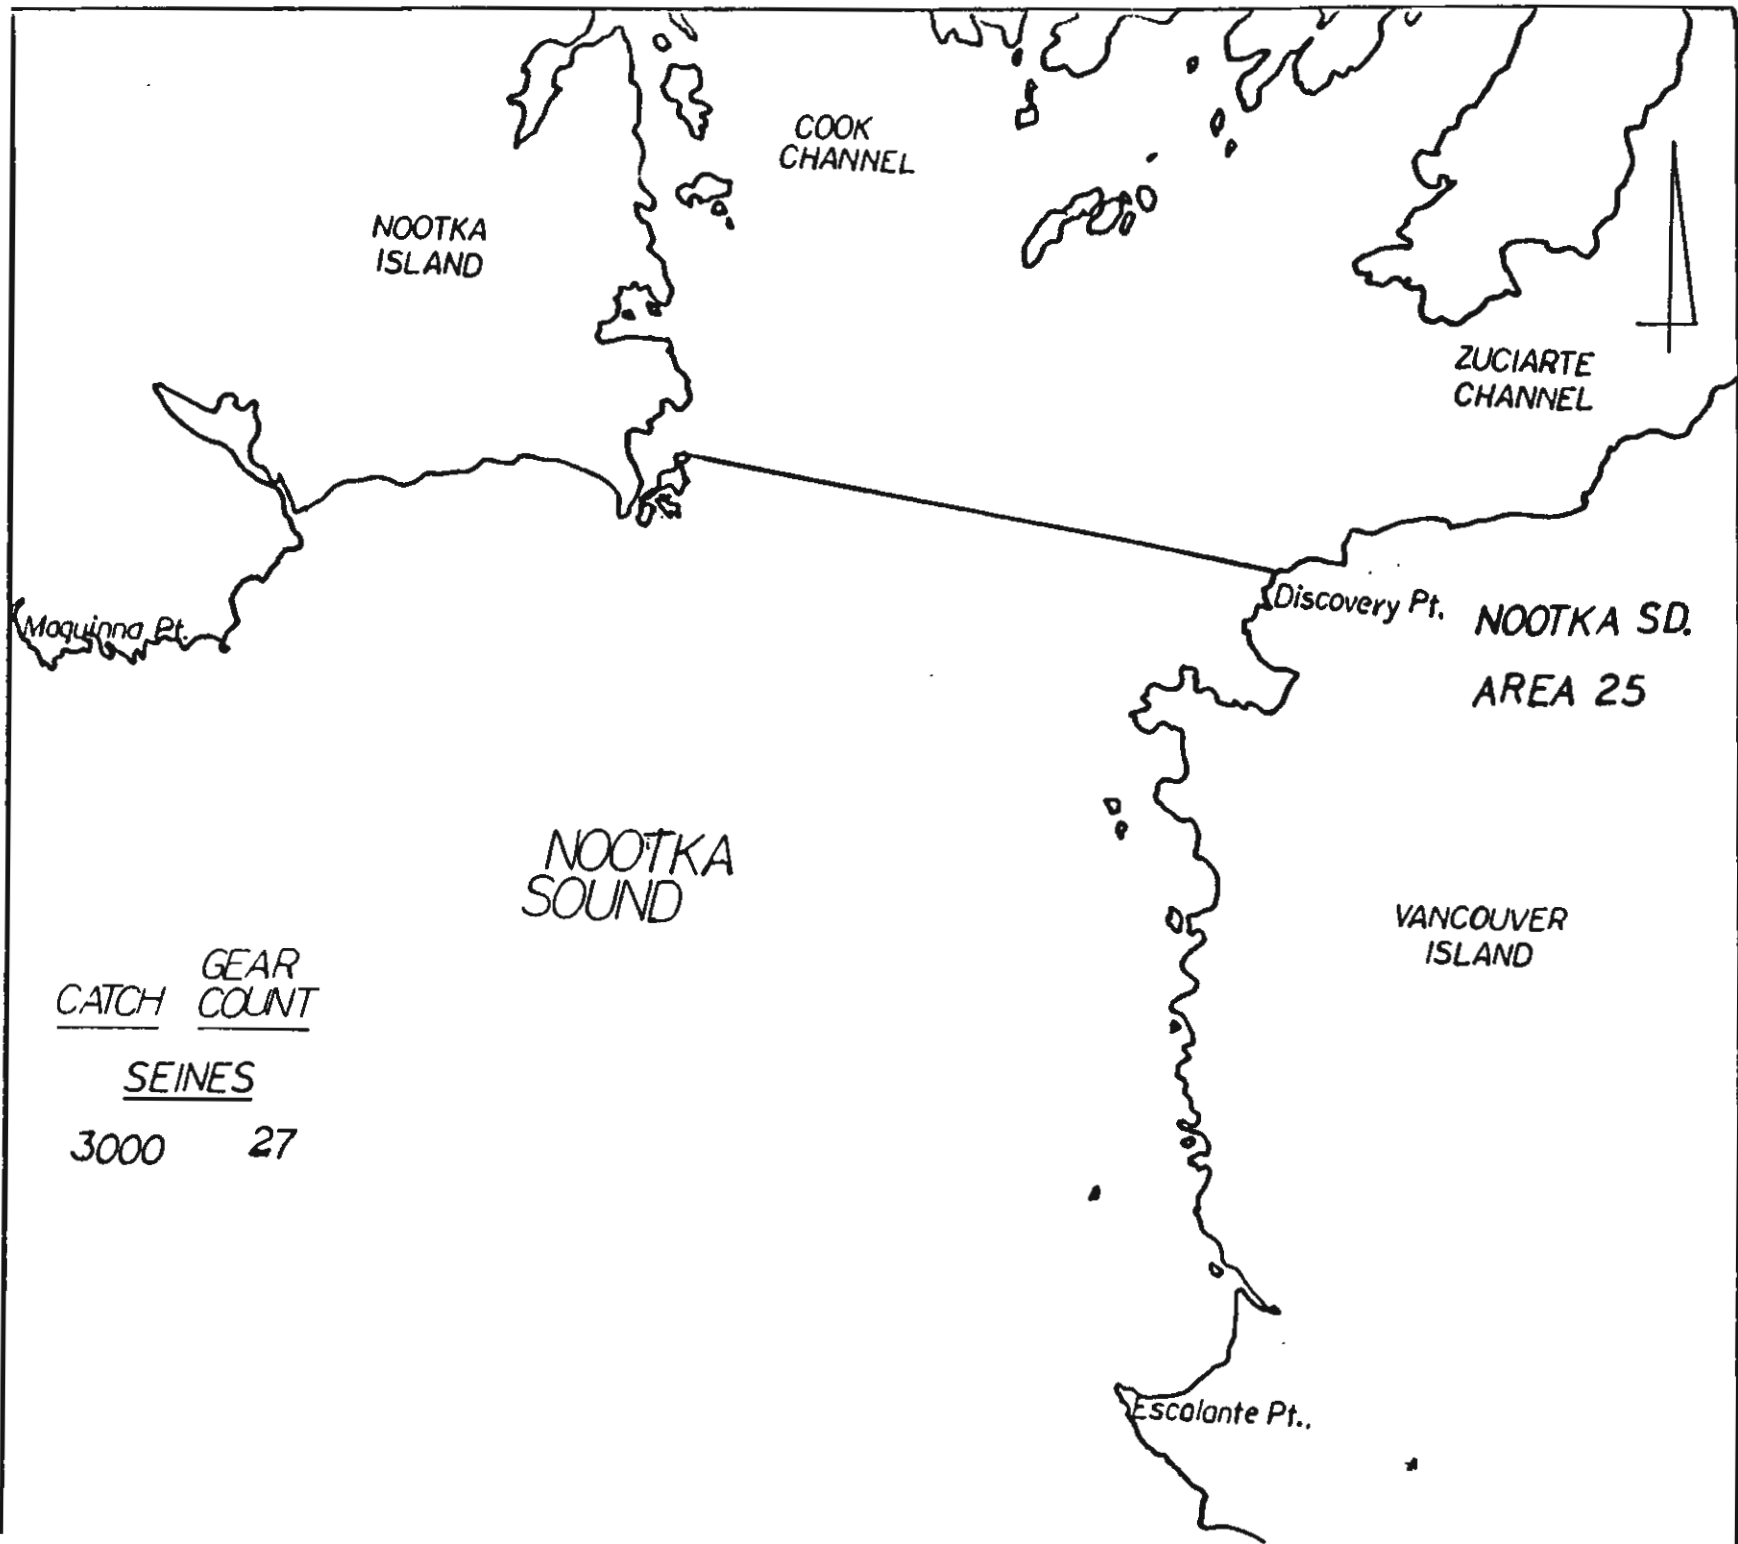 COOK
CHANNEL
NOOTKA
ISLAND
ZUCIARTE
CHANNEL
Discovery Pt.
NOOTKA SD.
AREA 25
Maquinna Pt.
NOOTKA
SOUND
VANCOUVER
ISLAND
GEAR
CATCH COUNT
SEINES
3000 27
Escalante Pt..